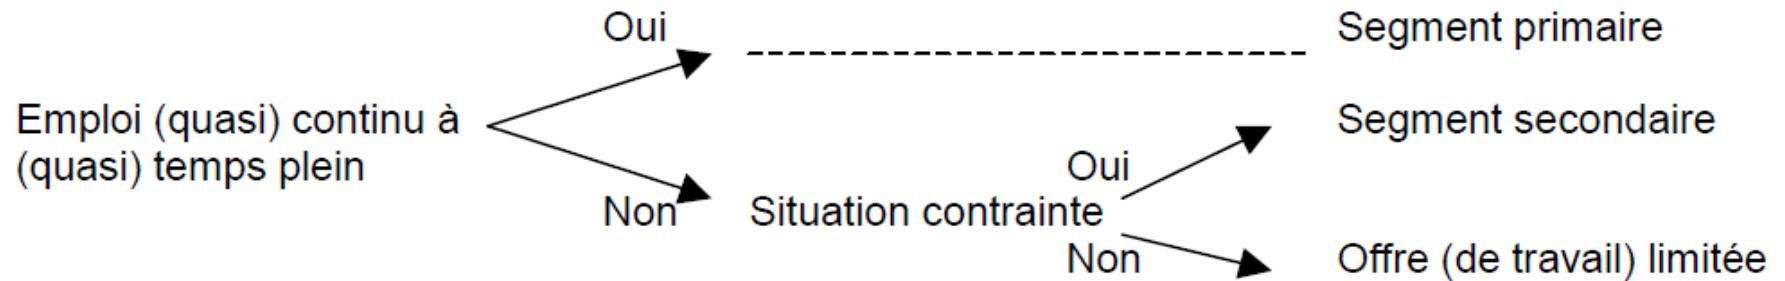 Oui
Segment primaire
Emploi (quasi) continu à
(quasi) temps plein
Segment secondaire
Oui
Non
Situation contrainte
Non
Offre (de travail) limitée